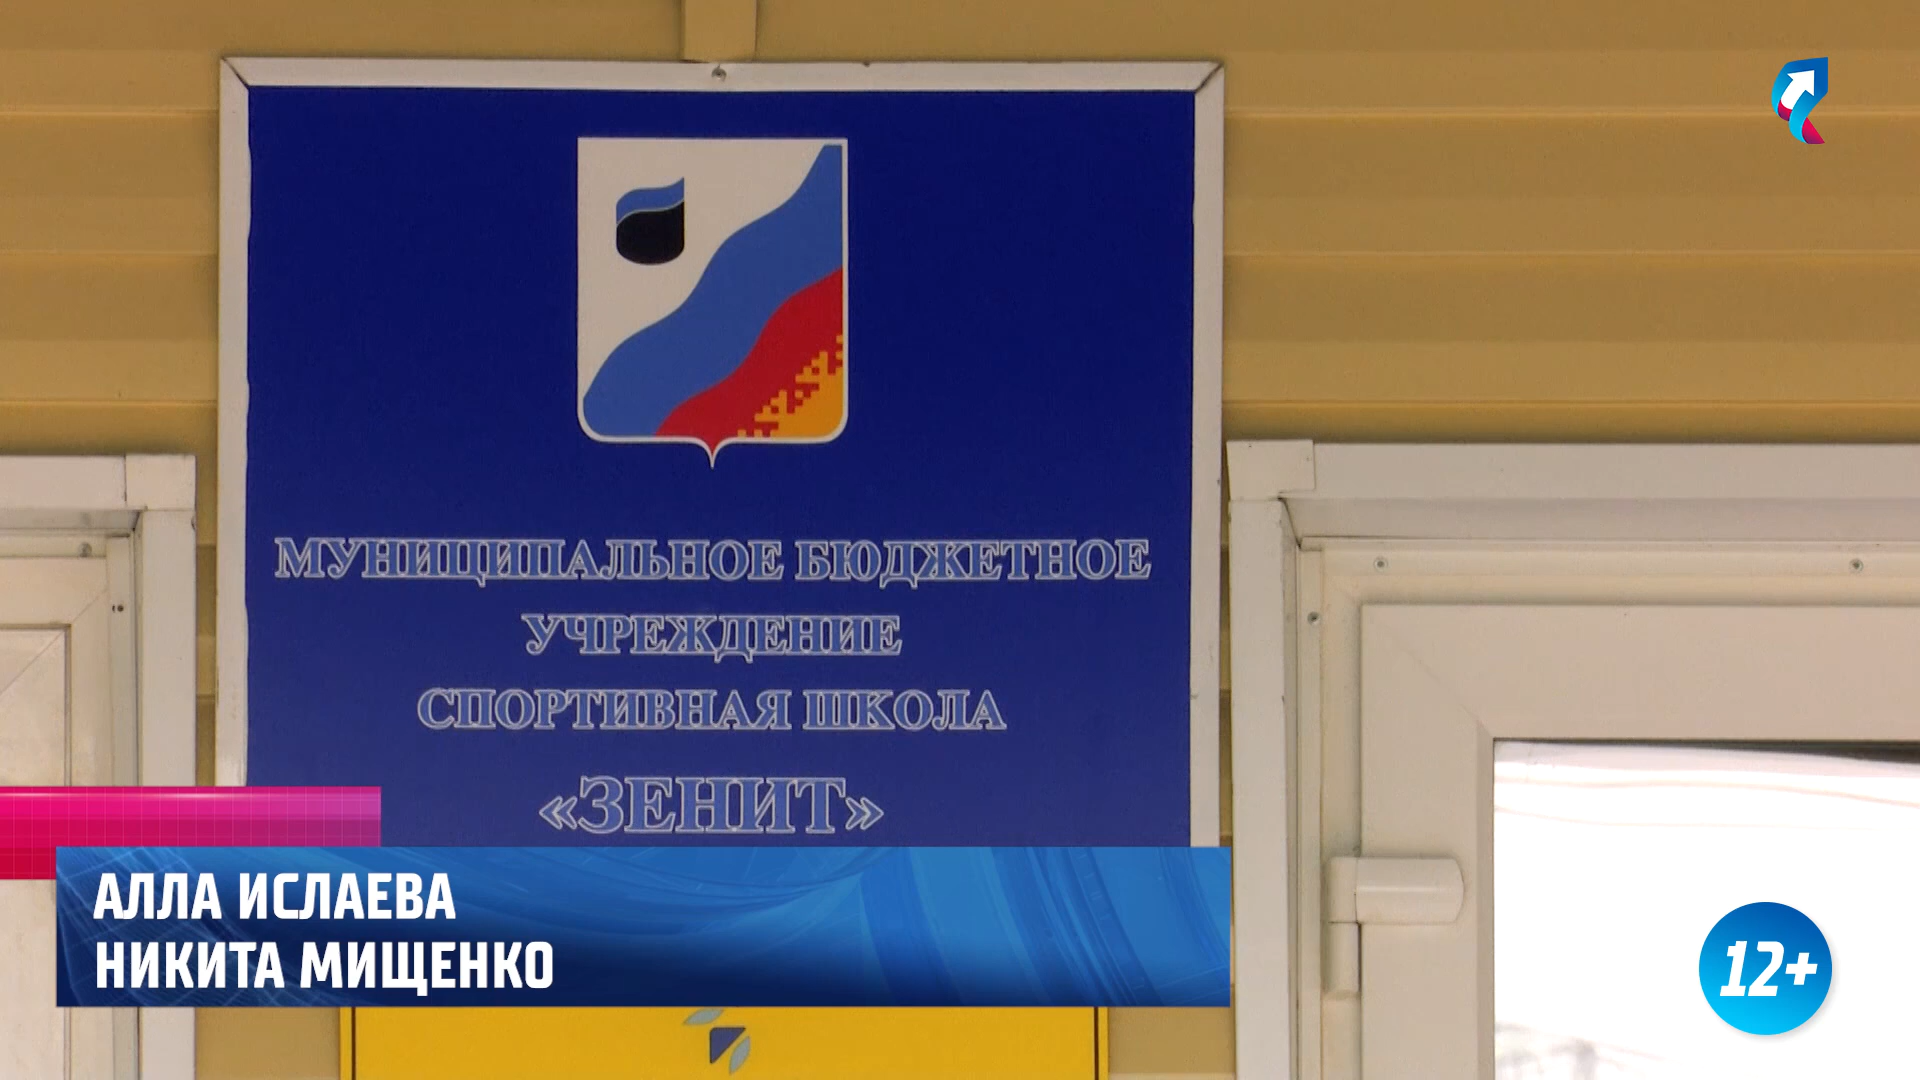 МУНИЦИПАЛЬНОЕ БЮДЖЕТНОЕ
УЧРЕЖДЕНИЕ
СПОРТИВНАЯ ШКОЛА
«ЗЕНИТ»
АЛЛА ИСЛАЕВА
НИКИТА МИЩЕНКО
12+